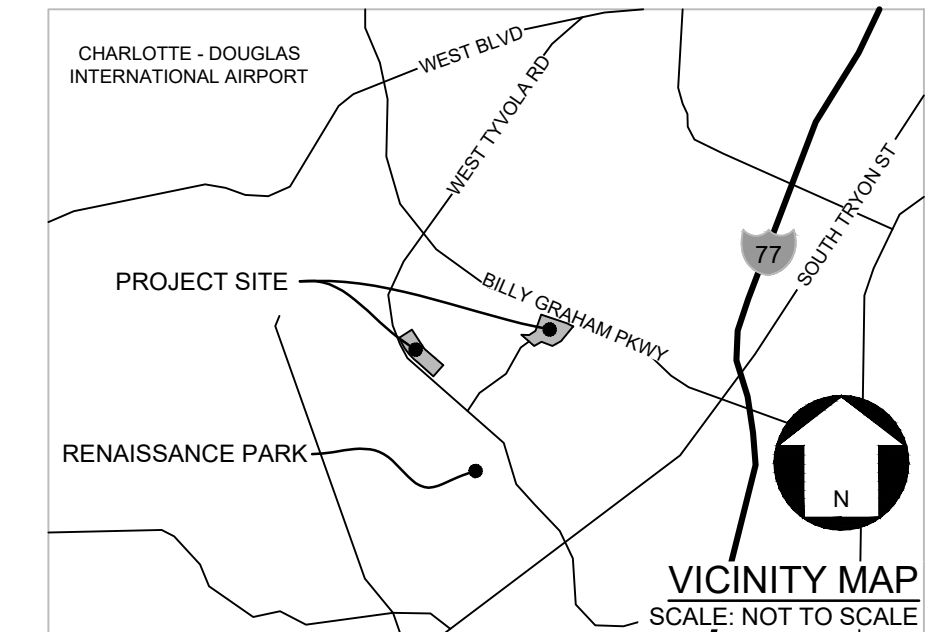 CHARLOTTE - DOUGLAS
INTERNATIONAL AIRPORT
WEST BLVD
WEST TYVOLA RD
SOUTH TRYON ST
77
PROJECT SITE
BILLY GRAHAM PKWY
RENAISSANCE PARK
N
VICINITY MAP
SCALE: NOT TO SCALE